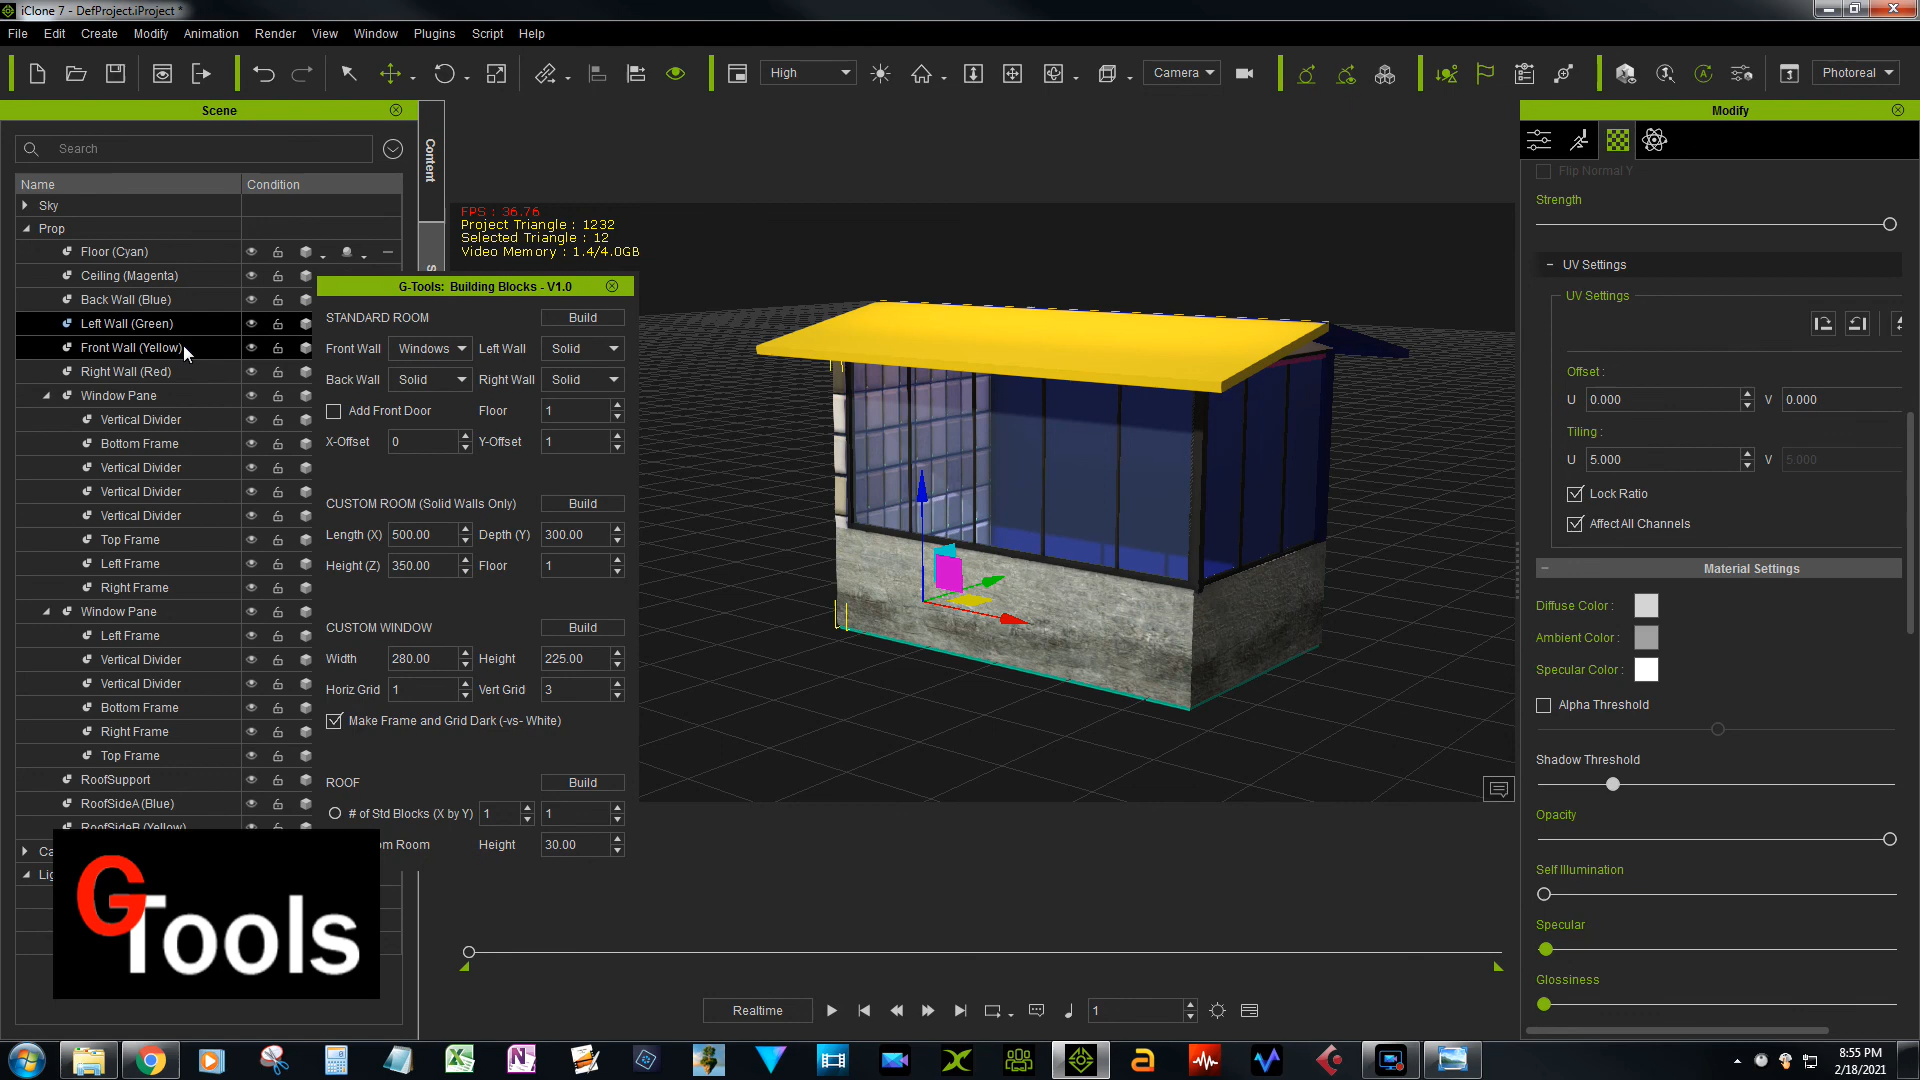 iClone 7 - DefProject.iProject *
File Edit Create Modify Animation Render View Window Plugins Script Help
High Camera Photoreal
Scene
Search
Name Condition
Sky
Prop
Floor (Cyan)
Ceiling (Magenta)
Back Wall (Blue)
Left Wall (Green)
Front Wall (Yellow)
Right Wall (Red)
Window Pane
Vertical Divider
Bottom Frame
Vertical Divider
Vertical Divider
Vertical Divider
Top Frame
Left Frame
Right Frame
Window Pane
Left Frame
Vertical Divider
Vertical Divider
Bottom Frame
Right Frame
Top Frame
RoofSupport
RoofSideA (Blue)
RoofSideB (Yellow)
Ca
Lig
G Tools
Content
S
FPS : 36.76
Project Triangle : 1232
Selected Triangle : 12
Video Memory : 1.4/4.0GB
G-Tools: Building Blocks - V1.0
STANDARD ROOM Build
Front Wall Windows Left Wall Solid
Back Wall Solid Right Wall Solid
Add Front Door Floor 1
X-Offset 0 Y-Offset 1
CUSTOM ROOM (Solid Walls Only) Build
Length (X) 500.00 Depth (Y) 300.00
Height (Z) 350.00 Floor 1
CUSTOM WINDOW Build
Width 280.00 Height 225.00
Horiz Grid 1 Vert Grid 3
Make Frame and Grid Dark (-vs- White)
ROOF Build
# of Std Blocks (X by Y) 1 1
om Room Height 30.00
Realtime 1
Modify
Flip Normal Y
Strength
UV Settings
UV Settings
Offset :
U 0.000 V 0.000
Tiling :
U 5.000 V 5.000
Lock Ratio
Affect All Channels
Material Settings
Diffuse Color :
Ambient Color :
Specular Color :
Alpha Threshold
Shadow Threshold
Opacity
Self Illumination
Specular
Glossiness
8:55 PM
2/18/2021